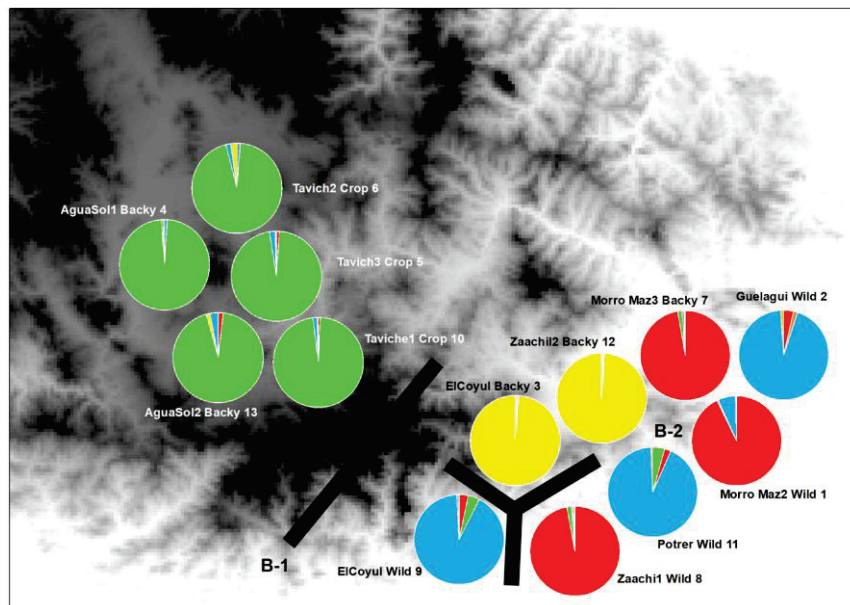 Tavich2 Crop 6
AguaSol1 Backy 4
Tavich3 Crop 5
Morro Maz3 Backy 7
Guelagui Wild 2
Taviche1 Crop 10
Zaachil2 Backy 12
ElCoyul Backy 3
AguaSol2 Backy 13
B-2
Morro Maz2 Wild 1
Potrer Wild 11
B-1
ElCoyul Wild 9
Zaachi1 Wild 8